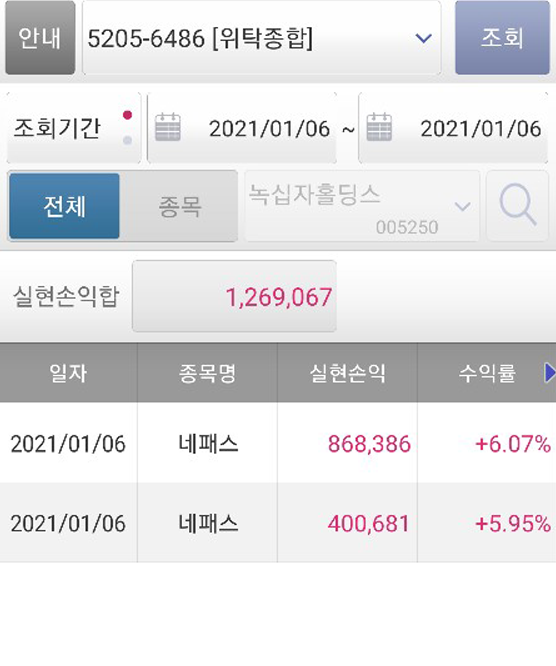 안내 5205-6486 [위탁종합] 조회
조회기간 2021/01/06 ~ 2021/01/06
전체 종목 녹십자홀딩스
005250
실현손익합 1,269,067
일자 종목명 실현손익 수익률
2021/01/06 네패스 868,386 +6.07%
2021/01/06 네패스 400,681 +5.95%